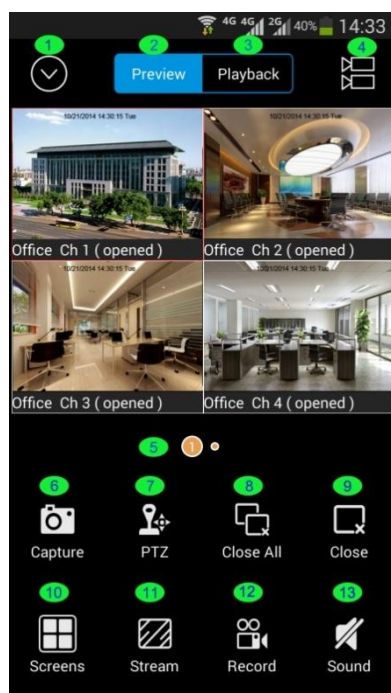 4G 4G 2G 40% 14:33
1 2 3 4
Preview Playback
10/21/2014 14:30:15 Tue 10/21/2014 14:30:15 Tue
Office Ch 1 ( opened ) Office Ch 2 ( opened )
10/21/2014 14:30:15 Tue 10/21/2014 14:30:15 Tue
Office Ch 3 ( opened ) Office Ch 4 ( opened )
5 1
6 7 8 9
Capture PTZ Close All Close
10 11 12 13
Screens Stream Record Sound